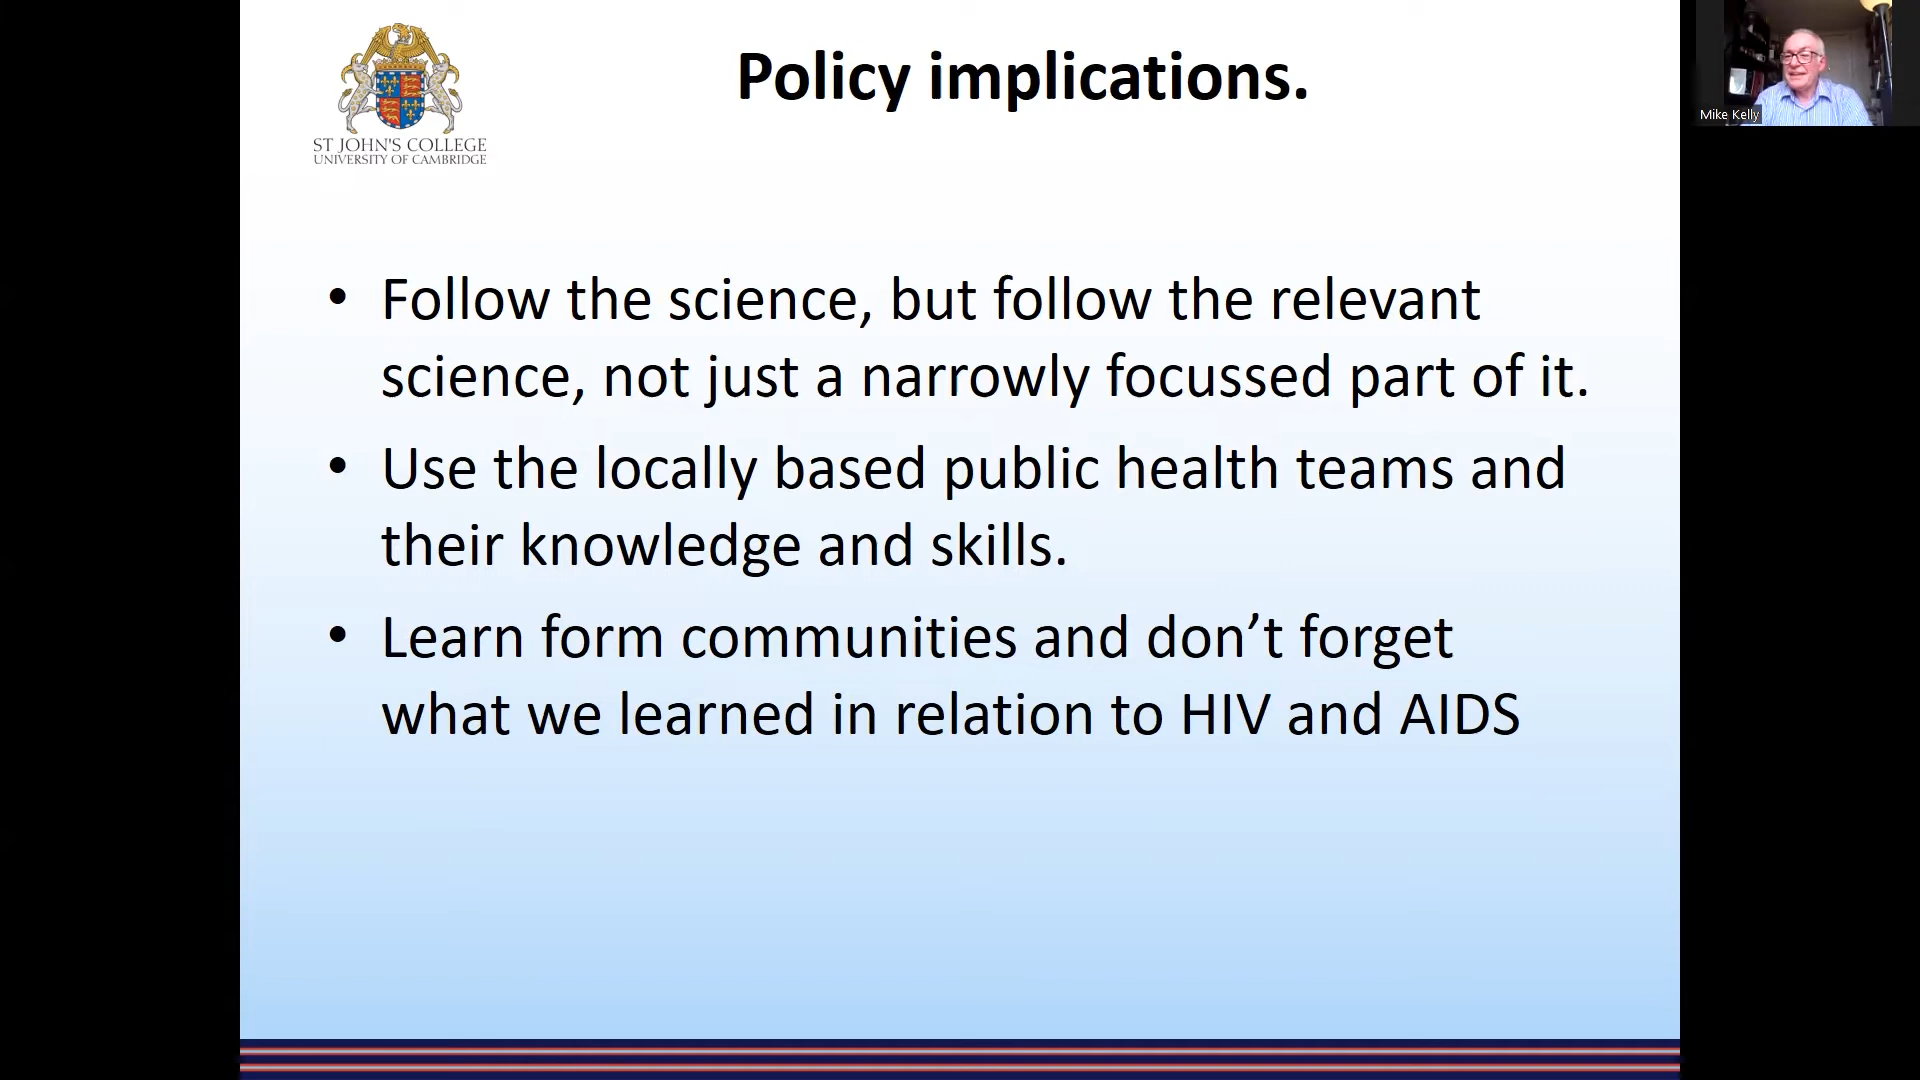 ST JOHN'S COLLEGE
UNIVERSITY OF CAMBRIDGE
Policy implications.
Mike Kelly
• Follow the science, but follow the relevant
science, not just a narrowly focussed part of it.
• Use the locally based public health teams and
their knowledge and skills.
• Learn form communities and don’t forget
what we learned in relation to HIV and AIDS